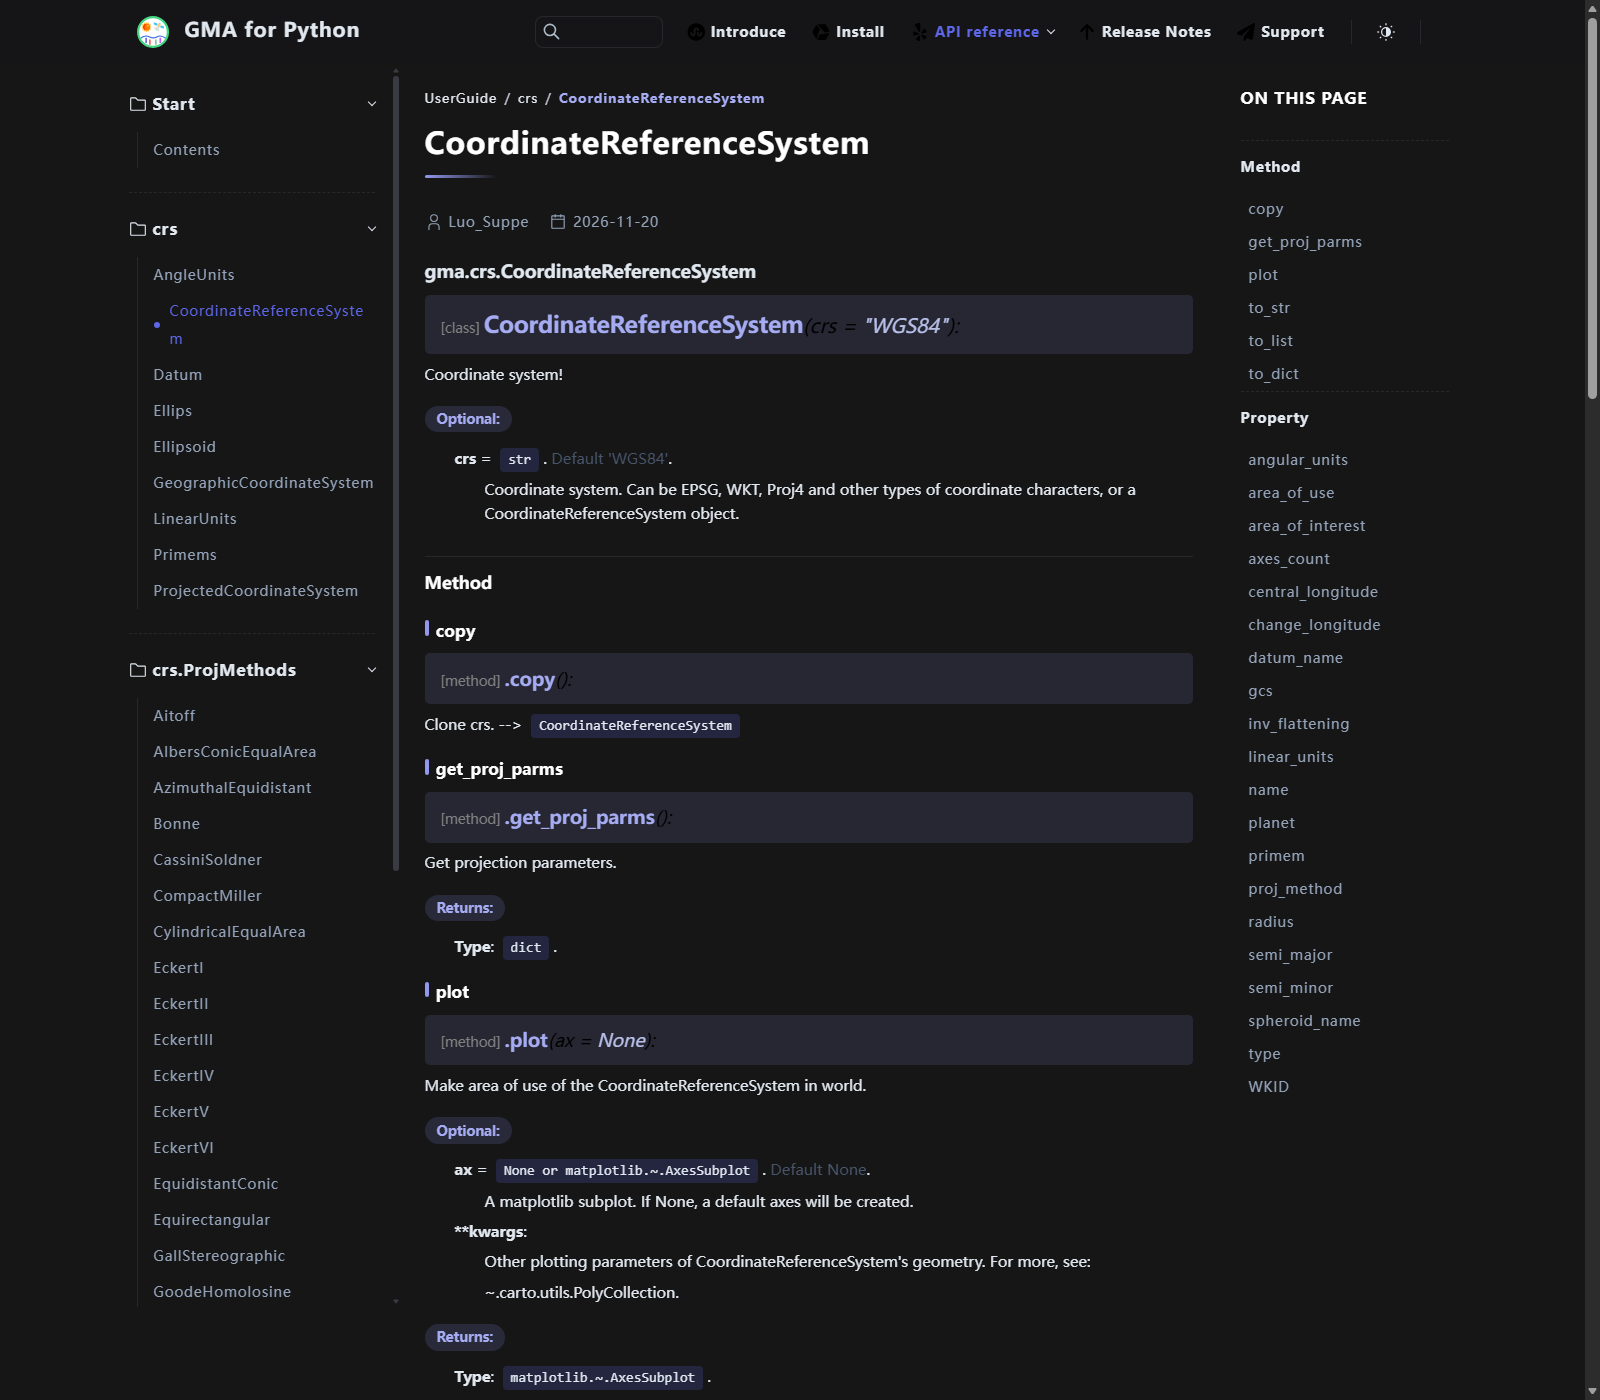 GMA for Python
Introduce
Install
API reference
Release Notes
Support
Start
Contents
crs
AngleUnits
CoordinateReferenceSyste
m
Datum
Ellips
Ellipsoid
GeographicCoordinateSystem
LinearUnits
Primems
ProjectedCoordinateSystem
crs.ProjMethods
Aitoff
AlbersConicEqualArea
AzimuthalEquidistant
Bonne
CassiniSoldner
CompactMiller
CylindricalEqualArea
EckertI
EckertII
EckertIII
EckertIV
EckertV
EckertVI
EquidistantConic
Equirectangular
GallStereographic
GoodeHomolosine
UserGuide / crs / CoordinateReferenceSystem
CoordinateReferenceSystem
Luo_Suppe 2026-11-20
gma.crs.CoordinateReferenceSystem
[class] CoordinateReferenceSystem(crs = "WGS84"):
Coordinate system!
Optional:
crs = str . Default 'WGS84'.
Coordinate system. Can be EPSG, WKT, Proj4 and other types of coordinate characters, or a
CoordinateReferenceSystem object.
Method
copy
[method] .copy():
Clone crs. --> CoordinateReferenceSystem
get_proj_parms
[method] .get_proj_parms():
Get projection parameters.
Returns:
Type: dict .
plot
[method] .plot(ax = None):
Make area of use of the CoordinateReferenceSystem in world.
Optional:
ax = None or matplotlib.~.AxesSubplot . Default None.
A matplotlib subplot. If None, a default axes will be created.
**kwargs:
Other plotting parameters of CoordinateReferenceSystem's geometry. For more, see:
~.carto.utils.PolyCollection.
Returns:
Type: matplotlib.~.AxesSubplot .
ON THIS PAGE
Method
copy
get_proj_parms
plot
to_str
to_list
to_dict
Property
angular_units
area_of_use
area_of_interest
axes_count
central_longitude
change_longitude
datum_name
gcs
inv_flattening
linear_units
name
planet
primem
proj_method
radius
semi_major
semi_minor
spheroid_name
type
WKID